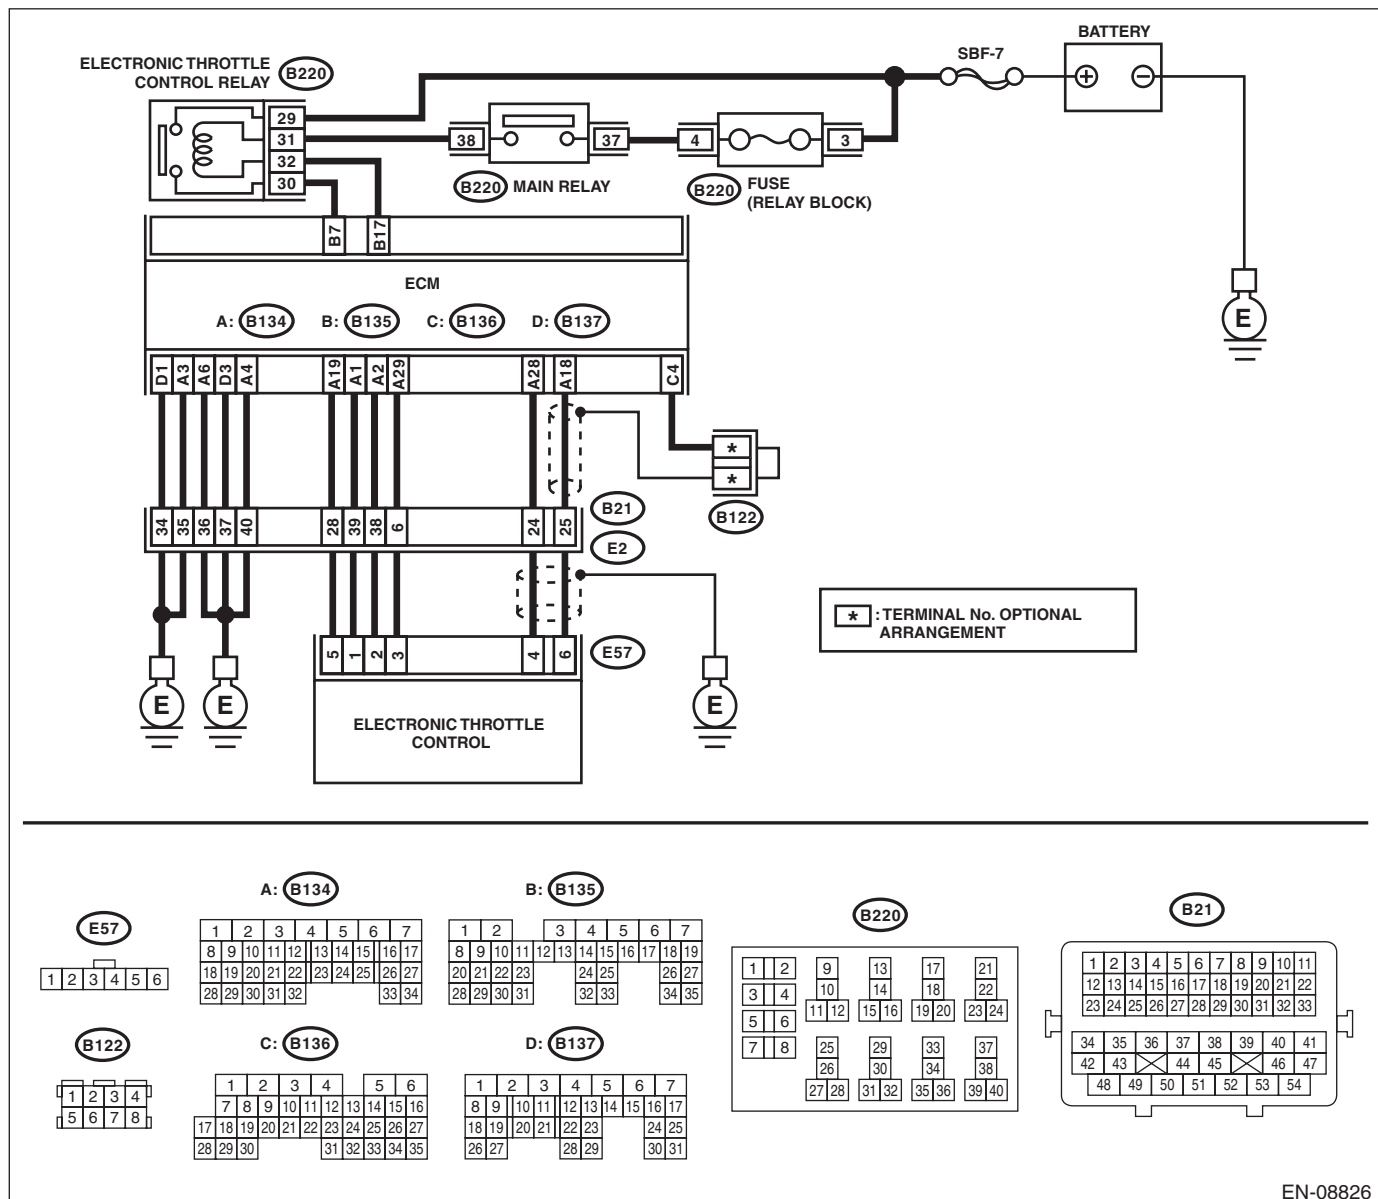 BATTERY
SBF-7
ELECTRONIC THROTTLE
CONTROL RELAY
B220
29
31
32
30
38
37
4
3
B220 MAIN RELAY
B220
FUSE
(RELAY BLOCK)
B7
B17
E
ECM
A: B134 B: B135 C: B136 D: B137
D1 A3 A6 D3 A4 A19 A1 A2 A29 A28 A18 C4
*
*
B122
34 35 36 37 40 28 39 38 6 24 25
B21
E2
* : TERMINAL No. OPTIONAL
ARRANGEMENT
5 1 2 3 4 6
E57
E E E
ELECTRONIC THROTTLE
CONTROL
E57
1 2 3 4 5 6
B122
1 2 3 4
5 6 7 8
A: B134
1 2 3 4 5 6 7
8 9 10 11 12 13 14 15 16 17
18 19 20 21 22 23 24 25 26 27
28 29 30 31 32 33 34
B: B135
1 2 3 4 5 6 7
8 9 10 11 12 13 14 15 16 17 18 19
20 21 22 23 24 25 26 27
28 29 30 31 32 33 34 35
C: B136
1 2 3 4 5 6
7 8 9 10 11 12 13 14 15 16
17 18 19 20 21 22 23 24 25 26 27
28 29 30 31 32 33 34 35
D: B137
1 2 3 4 5 6 7
8 9 10 11 12 13 14 15 16 17
18 19 20 21 22 23 24 25
26 27 28 29 30 31
B220
1 2 9 13 17 21
3 4 10 14 18 22
11 12 15 16 19 20 23 24
5 6
7 8 25 29 33 37
26 30 34 38
27 28 31 32 35 36 39 40
B21
1 2 3 4 5 6 7 8 9 10 11
12 13 14 15 16 17 18 19 20 21 22
23 24 25 26 27 28 29 30 31 32 33
34 35 36 37 38 39 40 41
42 43 44 45 46 47
48 49 50 51 52 53 54
EN-08826